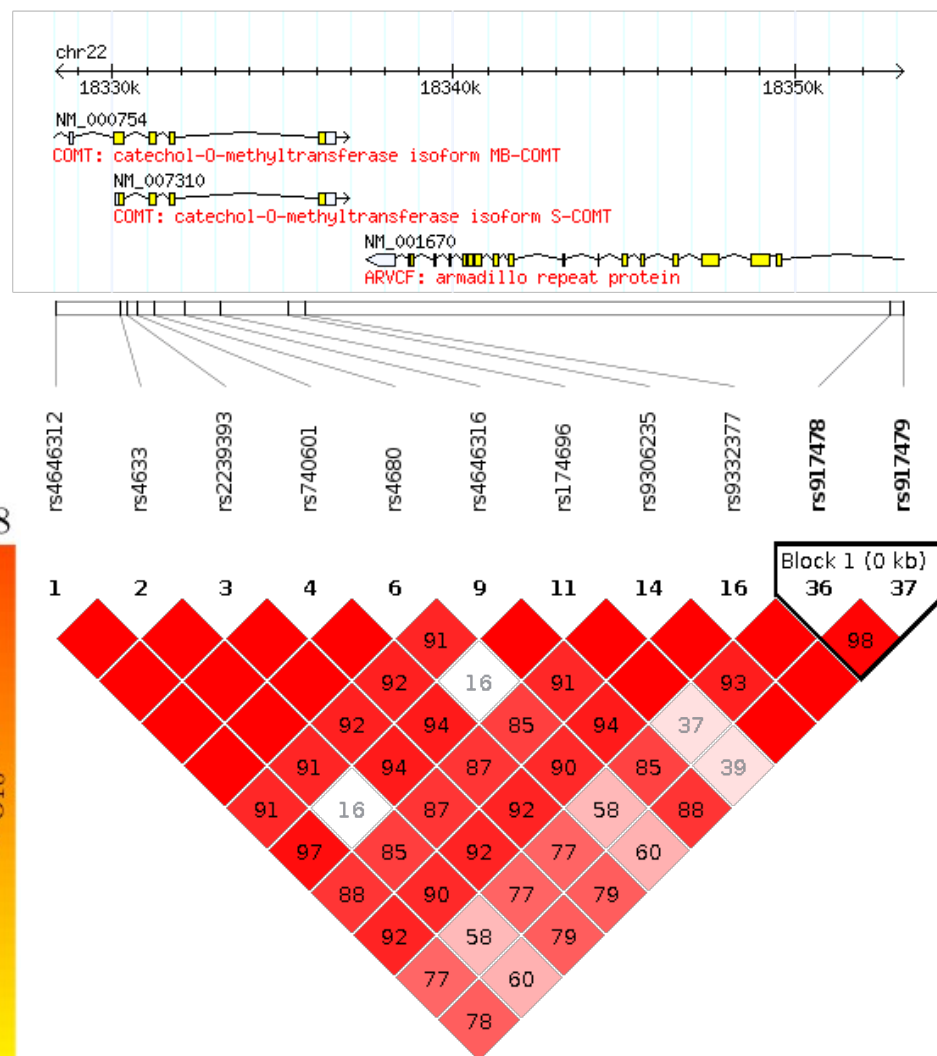 chr22
18330k 18340k 18350k
NM_000754
COMT: catechol-O-methyltransferase isoform MB-COMT
NM_007310
COMT: catechol-O-methyltransferase isoform S-COMT
NM_001670
ARVCF: armadillo repeat protein
rs4646312 rs4633 rs2239393 rs740601 rs4680 rs4646316 rs174696 rs9306235 rs9332377 rs917478 rs917479
8
Block 1 (0 kb)
1 2 3 4 6 9 11 14 16 36 37
91 98
92 16 91 93
92 94 85 94 37
91 94 87 90 85 39
91 16 87 92 58 88
97 85 92 77 60
88 90 77 79
92 58 79
77 60
78